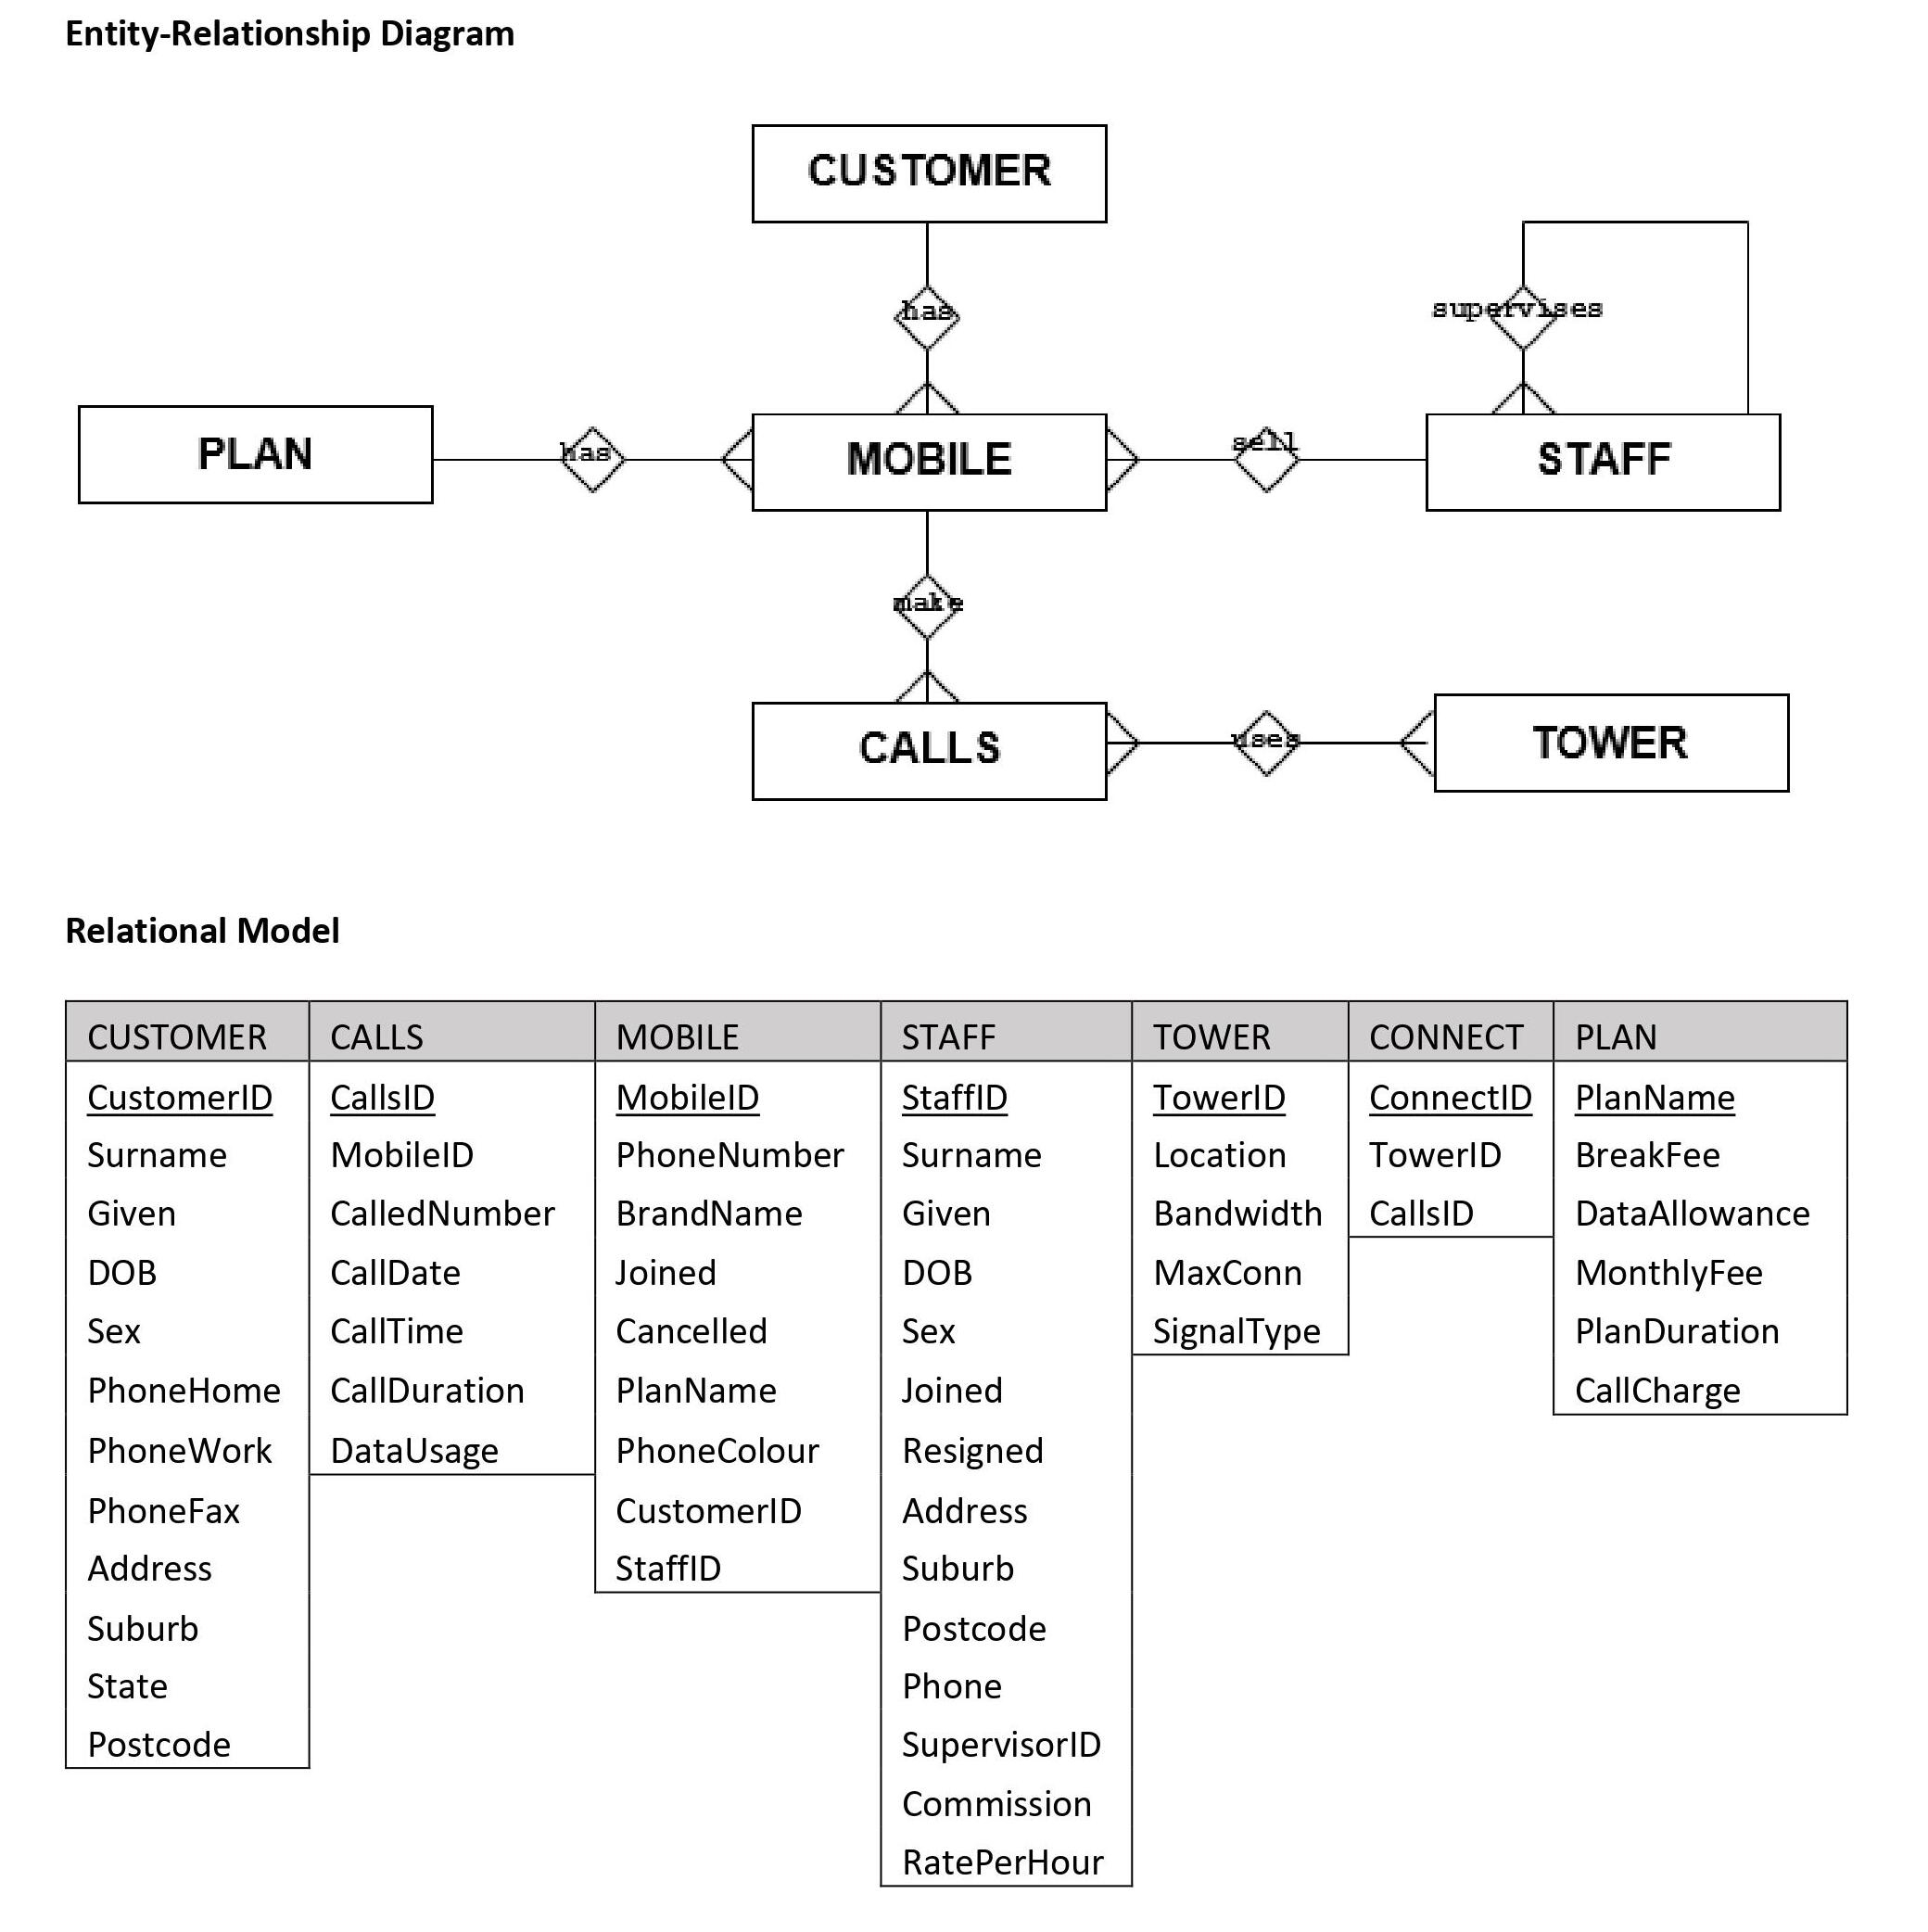 Entity-Relationship Diagram
CUSTOMER
has
supervises
PLAN
has
MOBILE
sell
STAFF
make
CALLS
uses
TOWER
Relational Model
CUSTOMER CALLS MOBILE STAFF TOWER CONNECT PLAN
CustomerID CallsID MobileID StaffID TowerID ConnectID PlanName
Surname MobileID PhoneNumber Surname Location TowerID BreakFee
Given CalledNumber BrandName Given Bandwidth CallsID DataAllowance
DOB CallDate Joined DOB MaxConn MonthlyFee
Sex CallTime Cancelled Sex SignalType PlanDuration
PhoneHome CallDuration PlanName Joined CallCharge
PhoneWork DataUsage PhoneColour Resigned
PhoneFax CustomerID Address
Address StaffID Suburb
Suburb Postcode
State Phone
Postcode SupervisorID
Commission
RatePerHour